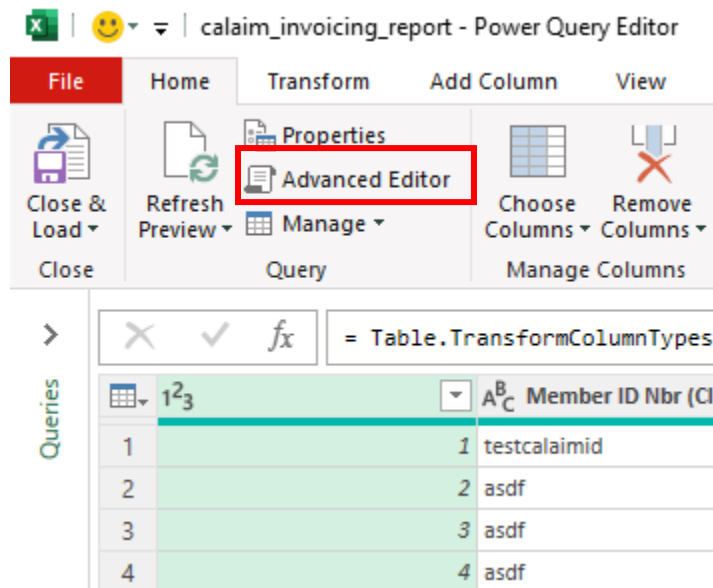 calaim_invoicing_report - Power Query Editor
File Home Transform Add Column View
Properties
Advanced Editor
Manage
Close & Load
Refresh Preview
Choose Columns
Remove Columns
Close Query Manage Columns
fx = Table.TransformColumnTypes
Queries
1²3 ABC Member ID Nbr (Cl
1 1 testcalaimid
2 2 asdf
3 3 asdf
4 4 asdf